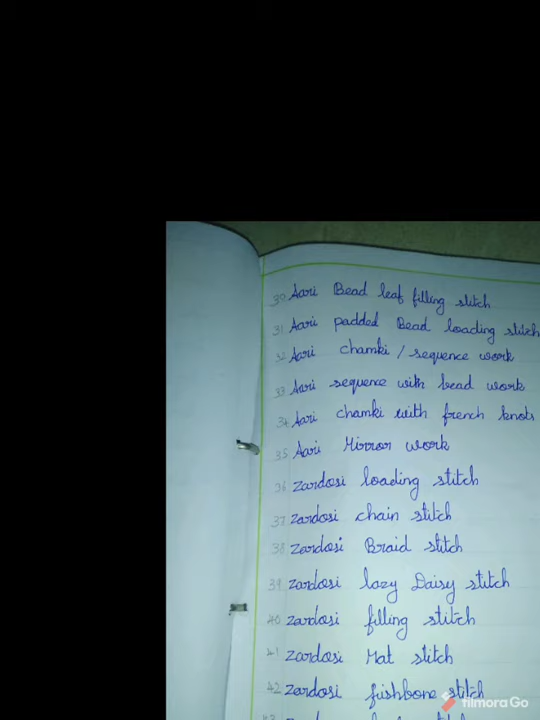 30 Aari Bead leaf filling stitch
31 Aari padded Bead loading stitch
32 Aari chamki / sequence work
33 Aari sequence with bead work
34 Aari chamki with french knots
35 Aari Mirror work
36 zardosi loading stitch
37 zardosi chain stitch
38 zardosi Braid stitch
39 zardosi lazy Daisy stitch
40 zardosi filling stitch
41 zardosi Mat stitch
42 zardosi fishbone stitch
filmoraGo